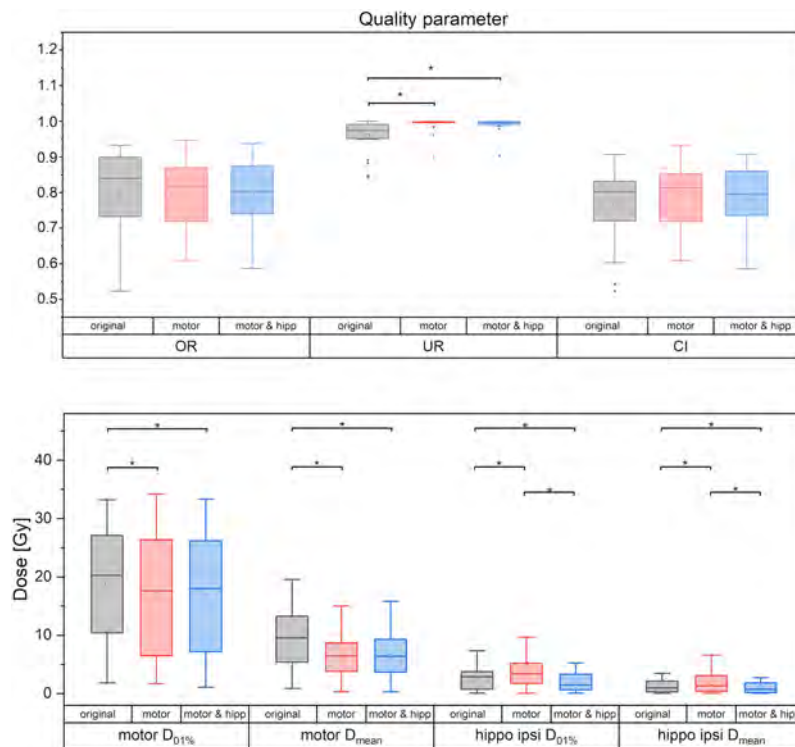 Quality parameter
1.2
1.1
1.0
0.9
0.8
0.7
0.6
0.5
* *
original motor motor & hipp original motor motor & hipp original motor motor & hipp
OR UR CI
Dose [Gy]
40
30
20
10
0
* * * *
* * * *
* *
original motor motor & hipp original motor motor & hipp original motor motor & hipp original motor motor & hipp
motor D01% motor Dmean hippo ipsi D01% hippo ipsi Dmean